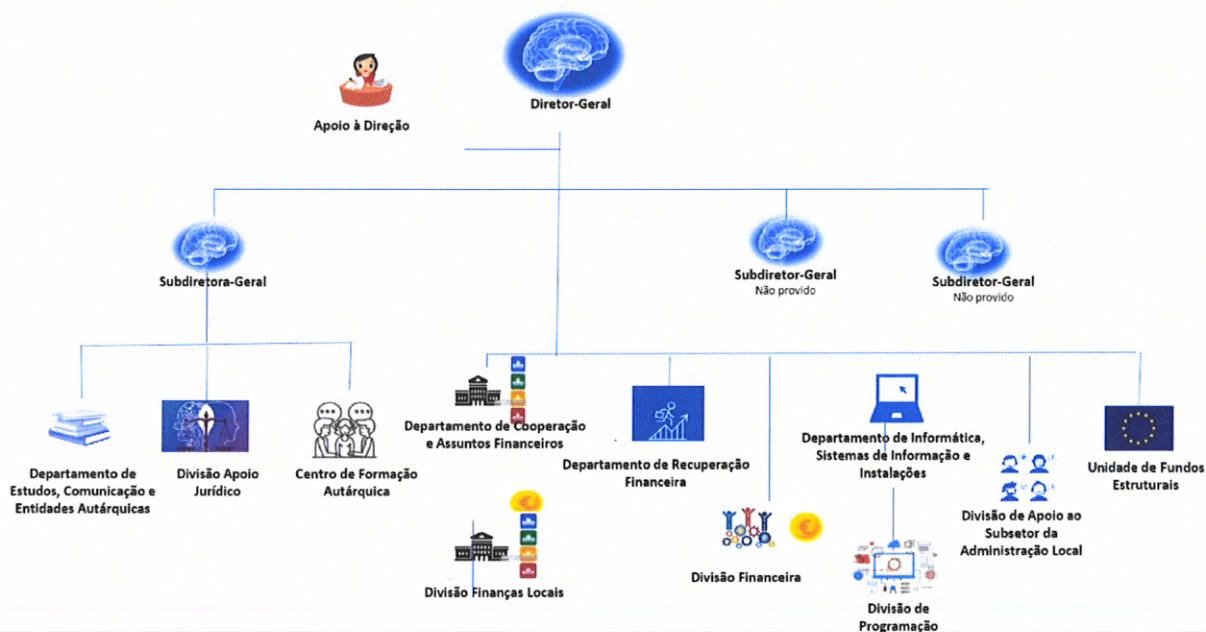 Diretor-Geral
Apoio à Direção
Subdiretora-Geral
Subdiretor-Geral
Não provido
Subdiretor-Geral
Não provido
Departamento de
Estudos, Comunicação e
Entidades Autárquicas
Divisão Apoio
Jurídico
Centro de Formação
Autárquica
Departamento de Cooperação
e Assuntos Financeiros
Departamento de Recuperação
Financeira
Departamento de Informática,
Sistemas de Informação e
Instalações
Unidade de Fundos
Estruturais
Divisão de Apoio ao
Subsetor da
Administração Local
Divisão Finanças Locais
Divisão Financeira
Divisão de
Programação